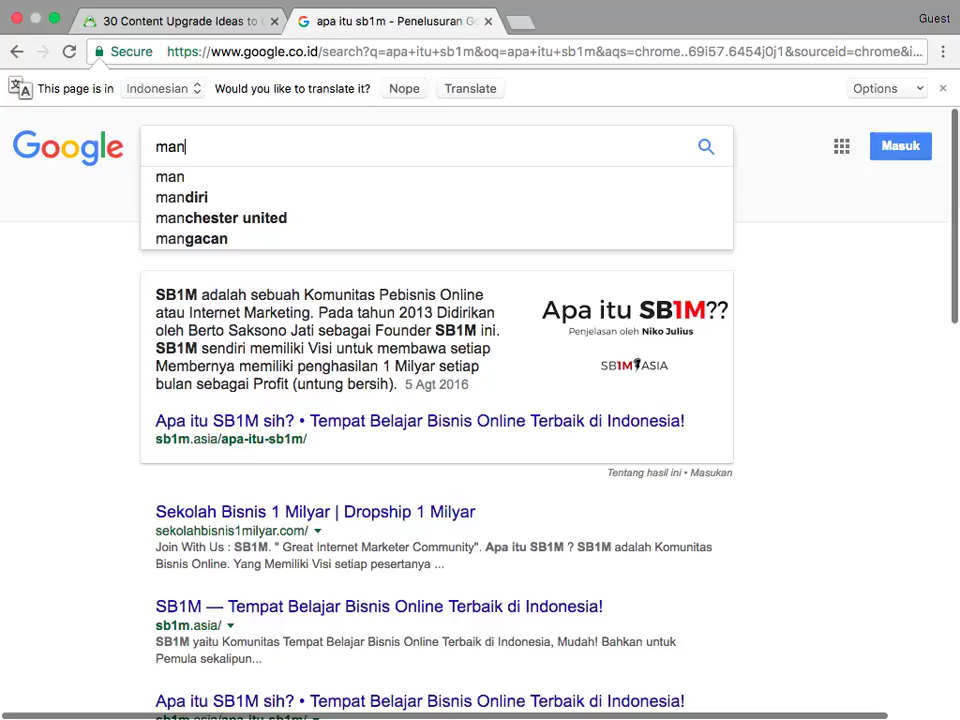 30 Content Upgrade Ideas to
apa itu sb1m - Penelusuran Go
Guest
Secure
https://www.google.co.id/search?q=apa+itu+sb1m&oq=apa+itu+sb1m&aqs=chrome..69i57.6454j0j1&sourceid=chrome&i...
This page is in Indonesian Would you like to translate it? Nope Translate Options
Google
man
Masuk
man
mandiri
manchester united
mangacan
SB1M adalah sebuah Komunitas Pebisnis Online
atau Internet Marketing. Pada tahun 2013 Didirikan
oleh Berto Saksono Jati sebagai Founder SB1M ini.
SB1M sendiri memiliki Visi untuk membawa setiap
Membernya memiliki penghasilan 1 Milyar setiap
bulan sebagai Profit (untung bersih). 5 Agt 2016
Apa itu SB1M??
Penjelasan oleh Niko Julius
SB1M ASIA
Apa itu SB1M sih? • Tempat Belajar Bisnis Online Terbaik di Indonesia!
sb1m.asia/apa-itu-sb1m/
Tentang hasil ini • Masukan
Sekolah Bisnis 1 Milyar | Dropship 1 Milyar
sekolahbisnis1milyar.com/
Join With Us : SB1M. " Great Internet Marketer Community". Apa itu SB1M ? SB1M adalah Komunitas
Bisnis Online. Yang Memiliki Visi setiap pesertanya ...
SB1M — Tempat Belajar Bisnis Online Terbaik di Indonesia!
sb1m.asia/
SB1M yaitu Komunitas Tempat Belajar Bisnis Online Terbaik di Indonesia, Mudah! Bahkan untuk
Pemula sekalipun...
Apa itu SB1M sih? • Tempat Belajar Bisnis Online Terbaik di Indonesia!
sb1m.asia/apa-itu-sb1m/